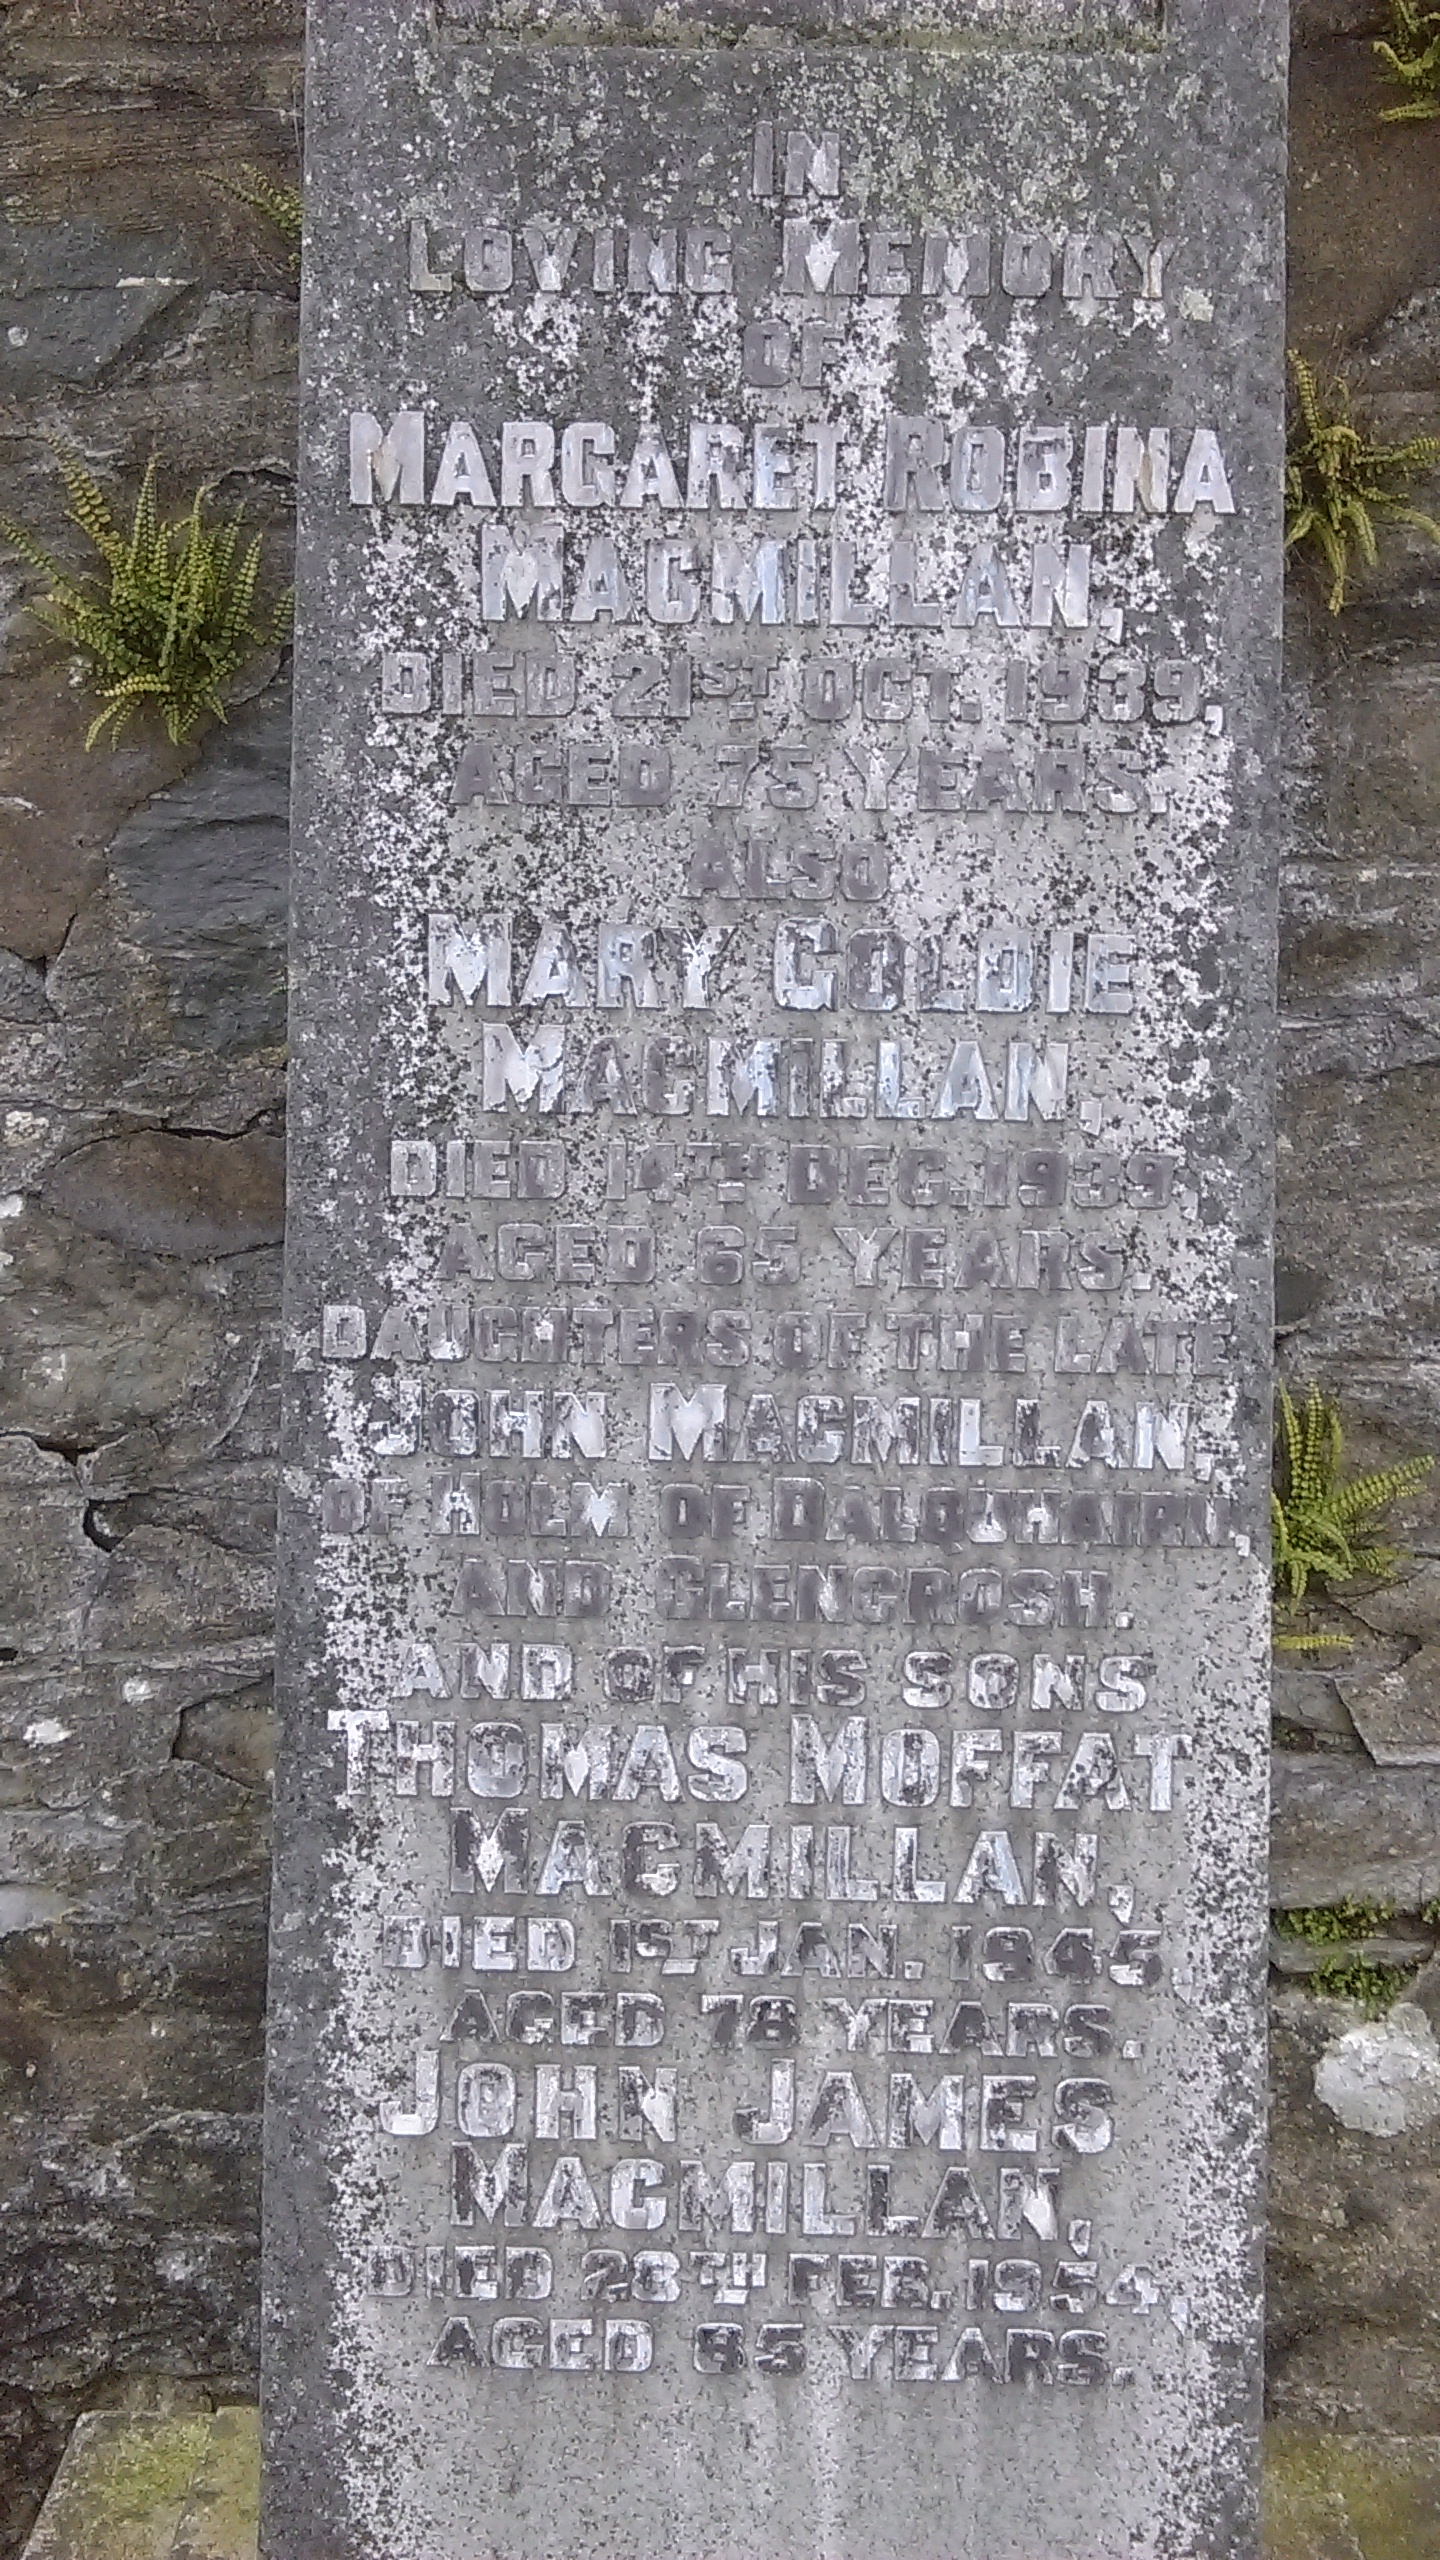 IN
LOVING MEMORY
OF
MARGARET ROBINA
MACMILLAN,
DIED 21ST OCT. 1939,
AGED 75 YEARS.
ALSO
MARY GOLDIE
MACMILLAN,
DIED 14TH DEC. 1939,
AGED 65 YEARS.
DAUGHTERS OF THE LATE
JOHN MACMILLAN,
OF HOLM OF DALQUHAIRN,
AND GLENCROSH.
AND OF HIS SONS
THOMAS MOFFAT
MACMILLAN,
DIED 1ST JAN. 1945,
AGED 78 YEARS.
JOHN JAMES
MACMILLAN,
DIED 28TH FEB. 1954,
AGED 85 YEARS.